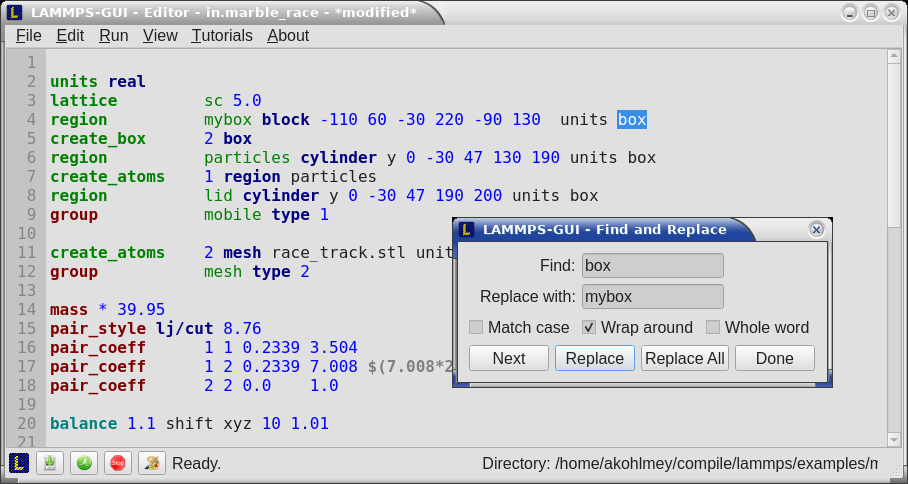 LAMMPS-GUI - Editor - in.marble_race - *modified*
File Edit Run View Tutorials About
1
2 units real
3 lattice sc 5.0
4 region mybox block -110 60 -30 220 -90 130 units box
5 create_box 2 box
6 region particles cylinder y 0 -30 47 130 190 units box
7 create_atoms 1 region particles
8 region lid cylinder y 0 -30 47 190 200 units box
9 group mobile type 1
10
11 create_atoms 2 mesh race_track.stl unit
12 group mesh type 2
13
14 mass * 39.95
15 pair_style lj/cut 8.76
16 pair_coeff 1 1 0.2339 3.504
17 pair_coeff 1 2 0.2339 7.008 $(7.008*2
18 pair_coeff 2 2 0.0 1.0
19
20 balance 1.1 shift xyz 10 1.01
21
LAMMPS-GUI - Find and Replace
Find: box
Replace with: mybox
Match case Wrap around Whole word
Next Replace Replace All Done
L Stop Ready. Directory: /home/akohlmey/compile/lammps/examples/m